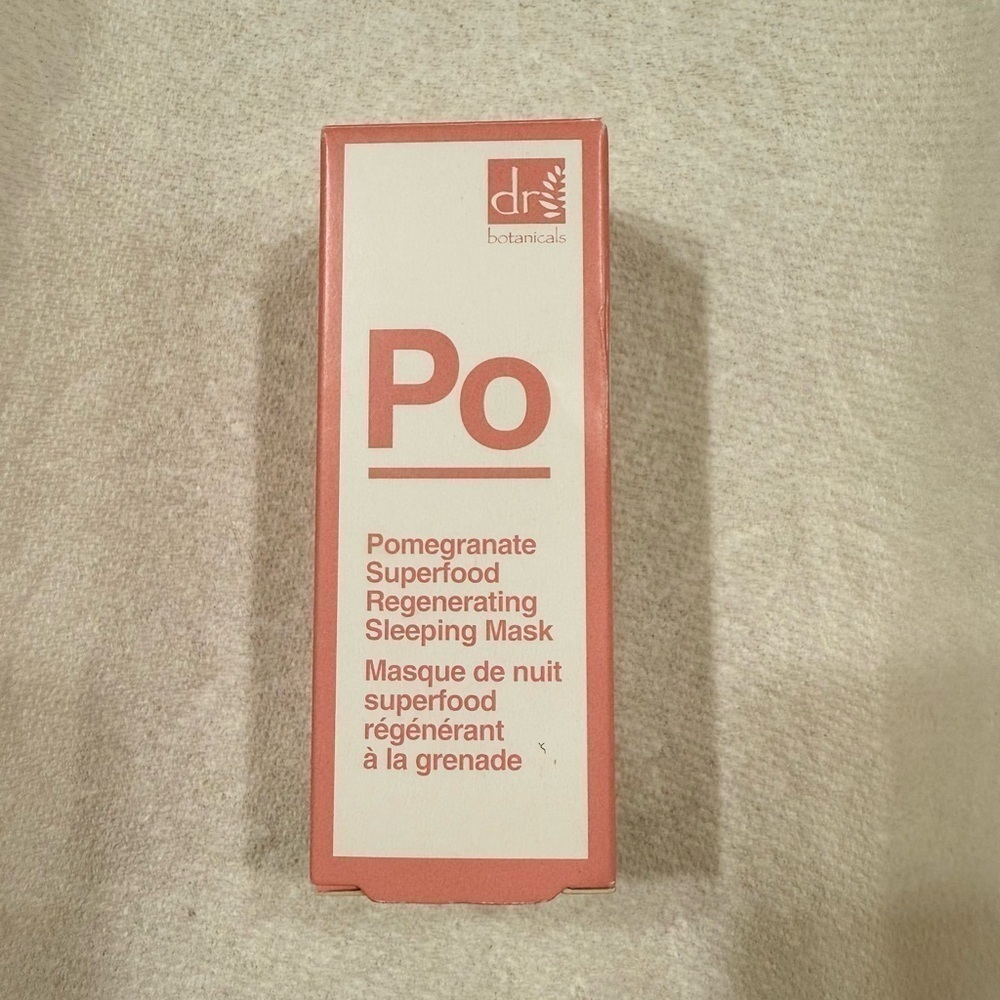 dr
botanicals
Po
Pomegranate
Superfood
Regenerating
Sleeping Mask
Masque de nuit
superfood
régénérant
à la grenade